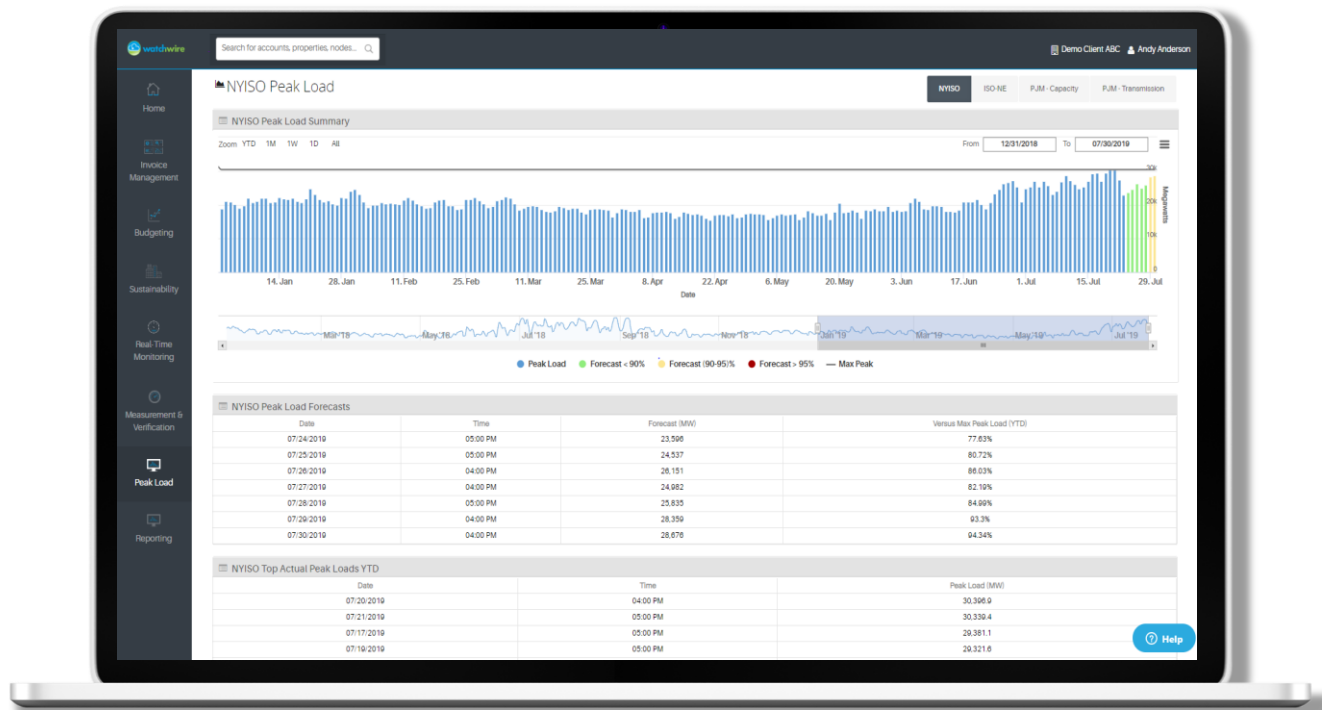 watchwire
Search for accounts, properties, nodes...
Demo Client ABC
Andy Anderson
Home
Invoice
Management
Budgeting
Sustainability
Real-Time
Monitoring
Measurement &
Verification
Peak Load
Reporting
NYISO Peak Load
NYISO
ISO-NE
PJM - Capacity
PJM - Transmission
NYISO Peak Load Summary
Zoom YTD 1M 1W 1D All
From 12/31/2018 To 07/30/2019
30k
20k
10k
0
Megawatts
14. Jan 28. Jan 11. Feb 25. Feb 11. Mar 25. Mar 8. Apr 22. Apr 6. May 20. May 3. Jun 17. Jun 1. Jul 15. Jul 29. Jul
Date
Mar '18 May '18 Jul '18 Sep '18 Nov '18 Jan '19 Mar '19 May '19 Jul '19
Peak Load Forecast < 90% Forecast (90-95)% Forecast > 95% Max Peak
NYISO Peak Load Forecasts
Date Time Forecast (MW) Versus Max Peak Load (YTD)
07/24/2019 05:00 PM 23,596 77.63%
07/25/2019 05:00 PM 24,537 80.72%
07/26/2019 04:00 PM 26,151 86.03%
07/27/2019 04:00 PM 24,982 82.19%
07/28/2019 05:00 PM 25,835 84.99%
07/29/2019 04:00 PM 28,359 93.3%
07/30/2019 04:00 PM 28,676 94.34%
NYISO Top Actual Peak Loads YTD
Date Time Peak Load (MW)
07/20/2019 04:00 PM 30,396.9
07/21/2019 05:00 PM 30,339.4
07/17/2019 05:00 PM 29,381.1
07/19/2019 05:00 PM 29,321.6
Help